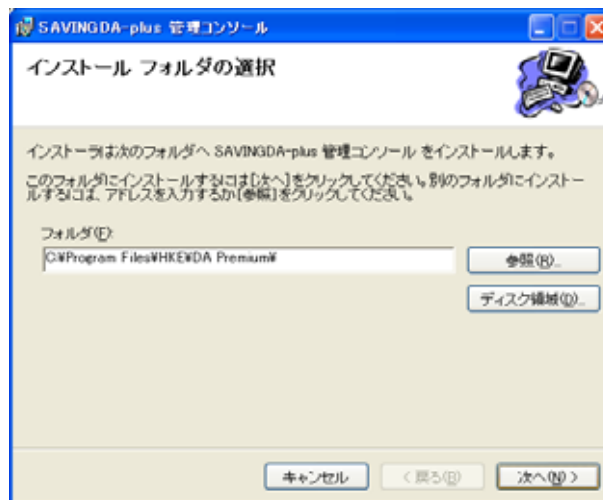 SAVINGDA-plus 管理コンソール
インストール フォルダの選択
インストーラは次のフォルダへ SAVINGDA-plus 管理コンソール をインストールします。
このフォルダにインストールするには[次へ]をクリックしてください。別のフォルダにインストー
ルするには、アドレスを入力するか[参照]をクリックしてください。
フォルダ(F):
C:¥Program Files¥HKE¥DA Premium¥
参照(R)...
ディスク領域(D)...
キャンセル
< 戻る(B)
次へ(N) >